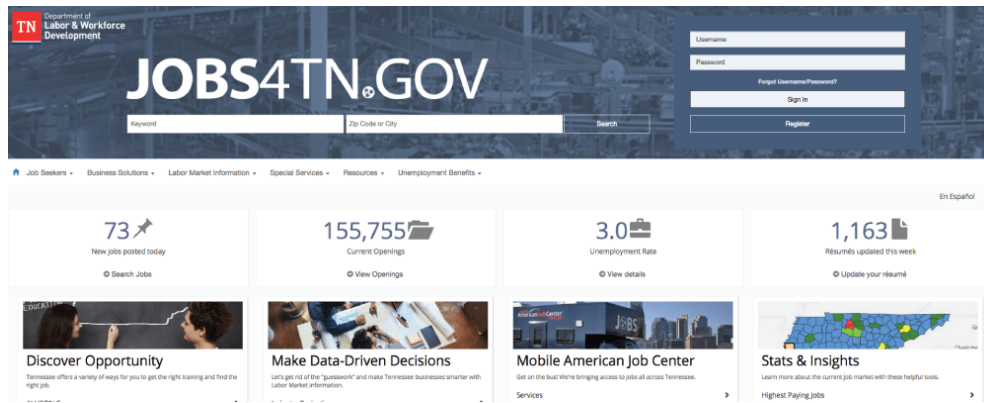 TN
Department of
Labor & Workforce
Development
JOBS4TN.GOV
Keyword
Zip Code or City
Search
Username
Password
Forgot Username/Password?
Sign In
Register
Job Seekers
Business Solutions
Labor Market Information
Special Services
Resources
Unemployment Benefits
En Español
73
New jobs posted today
Search Jobs
155,755
Current Openings
View Openings
3.0
Unemployment Rate
View details
1,163
Résumés updated this week
Update your résumé
EDUCATION
Discover Opportunity
Tennessee offers a variety of ways for you to get the right training and find the
right job.
Make Data-Driven Decisions
Let's get rid of the "guesswork" and make Tennessee businesses smarter with
Labor Market Information.
AmericanJobCenter
JOBS
Mobile American Job Center
Get on the bus! We're bringing access to jobs all across Tennessee.
Services
Stats & Insights
Learn more about the current job market with these helpful tools.
Highest Paying Jobs